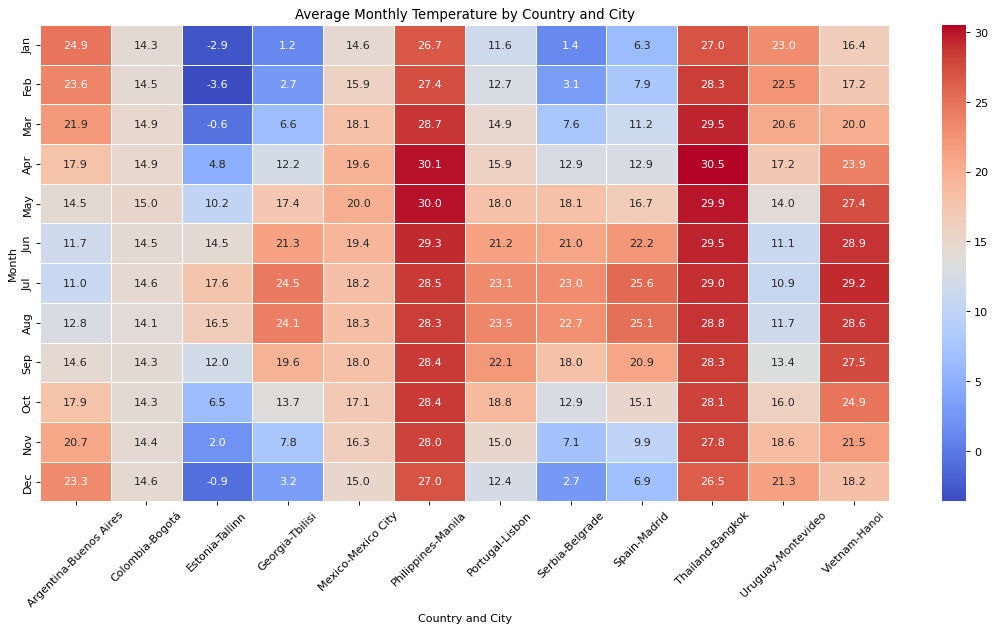 Average Monthly Temperature by Country and City
Jan 24.9 14.3 -2.9 1.2 14.6 26.7 11.6 1.4 6.3 27.0 23.0 16.4
Feb 23.6 14.5 -3.6 2.7 15.9 27.4 12.7 3.1 7.9 28.3 22.5 17.2
Mar 21.9 14.9 -0.6 6.6 18.1 28.7 14.9 7.6 11.2 29.5 20.6 20.0
Apr 17.9 14.9 4.8 12.2 19.6 30.1 15.9 12.9 12.9 30.5 17.2 23.9
May 14.5 15.0 10.2 17.4 20.0 30.0 18.0 18.1 16.7 29.9 14.0 27.4
Jun 11.7 14.5 14.5 21.3 19.4 29.3 21.2 21.0 22.2 29.5 11.1 28.9
Jul 11.0 14.6 17.6 24.5 18.2 28.5 23.1 23.0 25.6 29.0 10.9 29.2
Aug 12.8 14.1 16.5 24.1 18.3 28.3 23.5 22.7 25.1 28.8 11.7 28.6
Sep 14.6 14.3 12.0 19.6 18.0 28.4 22.1 18.0 20.9 28.3 13.4 27.5
Oct 17.9 14.3 6.5 13.7 17.1 28.4 18.8 12.9 15.1 28.1 16.0 24.9
Nov 20.7 14.4 2.0 7.8 16.3 28.0 15.0 7.1 9.9 27.8 18.6 21.5
Dec 23.3 14.6 -0.9 3.2 15.0 27.0 12.4 2.7 6.9 26.5 21.3 18.2
Month
Argentina-Buenos Aires
Colombia-Bogotá
Estonia-Tallinn
Georgia-Tbilisi
Mexico-Mexico City
Philippines-Manila
Portugal-Lisbon
Serbia-Belgrade
Spain-Madrid
Thailand-Bangkok
Uruguay-Montevideo
Vietnam-Hanoi
Country and City
30
25
20
15
10
5
0